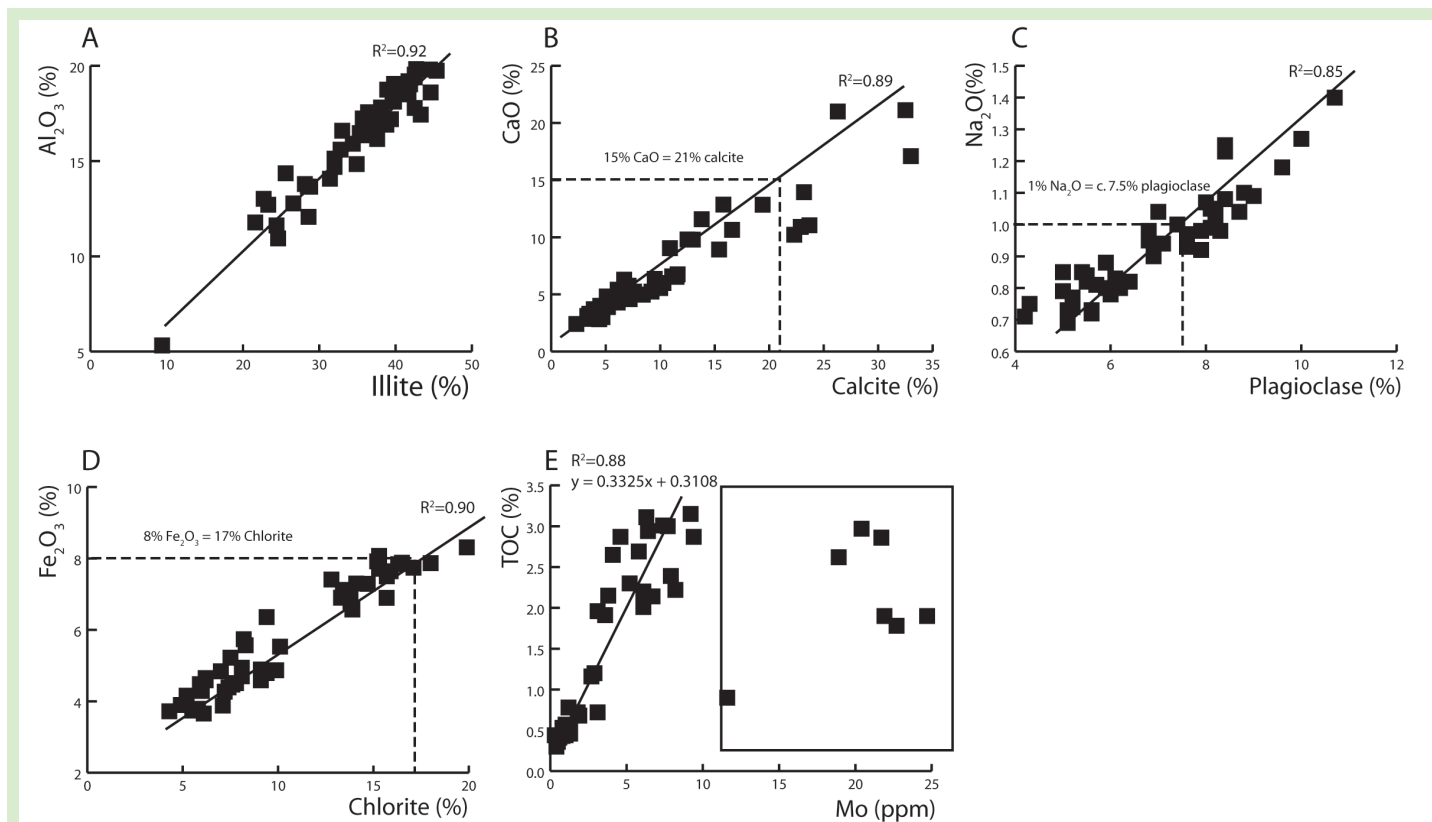 A
R²=0.92
Al₂O₃ (%)
20
15
10
5
0
20
30
40
50
Illite (%)
B
R²=0.89
CaO (%)
15% CaO = 21% calcite
25
20
15
10
5
0
0
5
10
15
20
25
30
35
Calcite (%)
C
R²=0.85
Na₂O(%)
1% Na₂O = c. 7.5% plagioclase
1.5
1.4
1.3
1.2
1.1
1.0
0.9
0.8
0.7
0.6
4
6
8
10
12
Plagioclase (%)
D
R²=0.90
Fe₂O₃ (%)
8% Fe₂O₃ = 17% Chlorite
10
8
6
4
2
0
5
10
15
20
Chlorite (%)
E
R²=0.88
y = 0.3325x + 0.3108
TOC (%)
3.5
3.0
2.5
2.0
1.5
1.0
0.5
0.0
0
5
10
15
20
25
Mo (ppm)